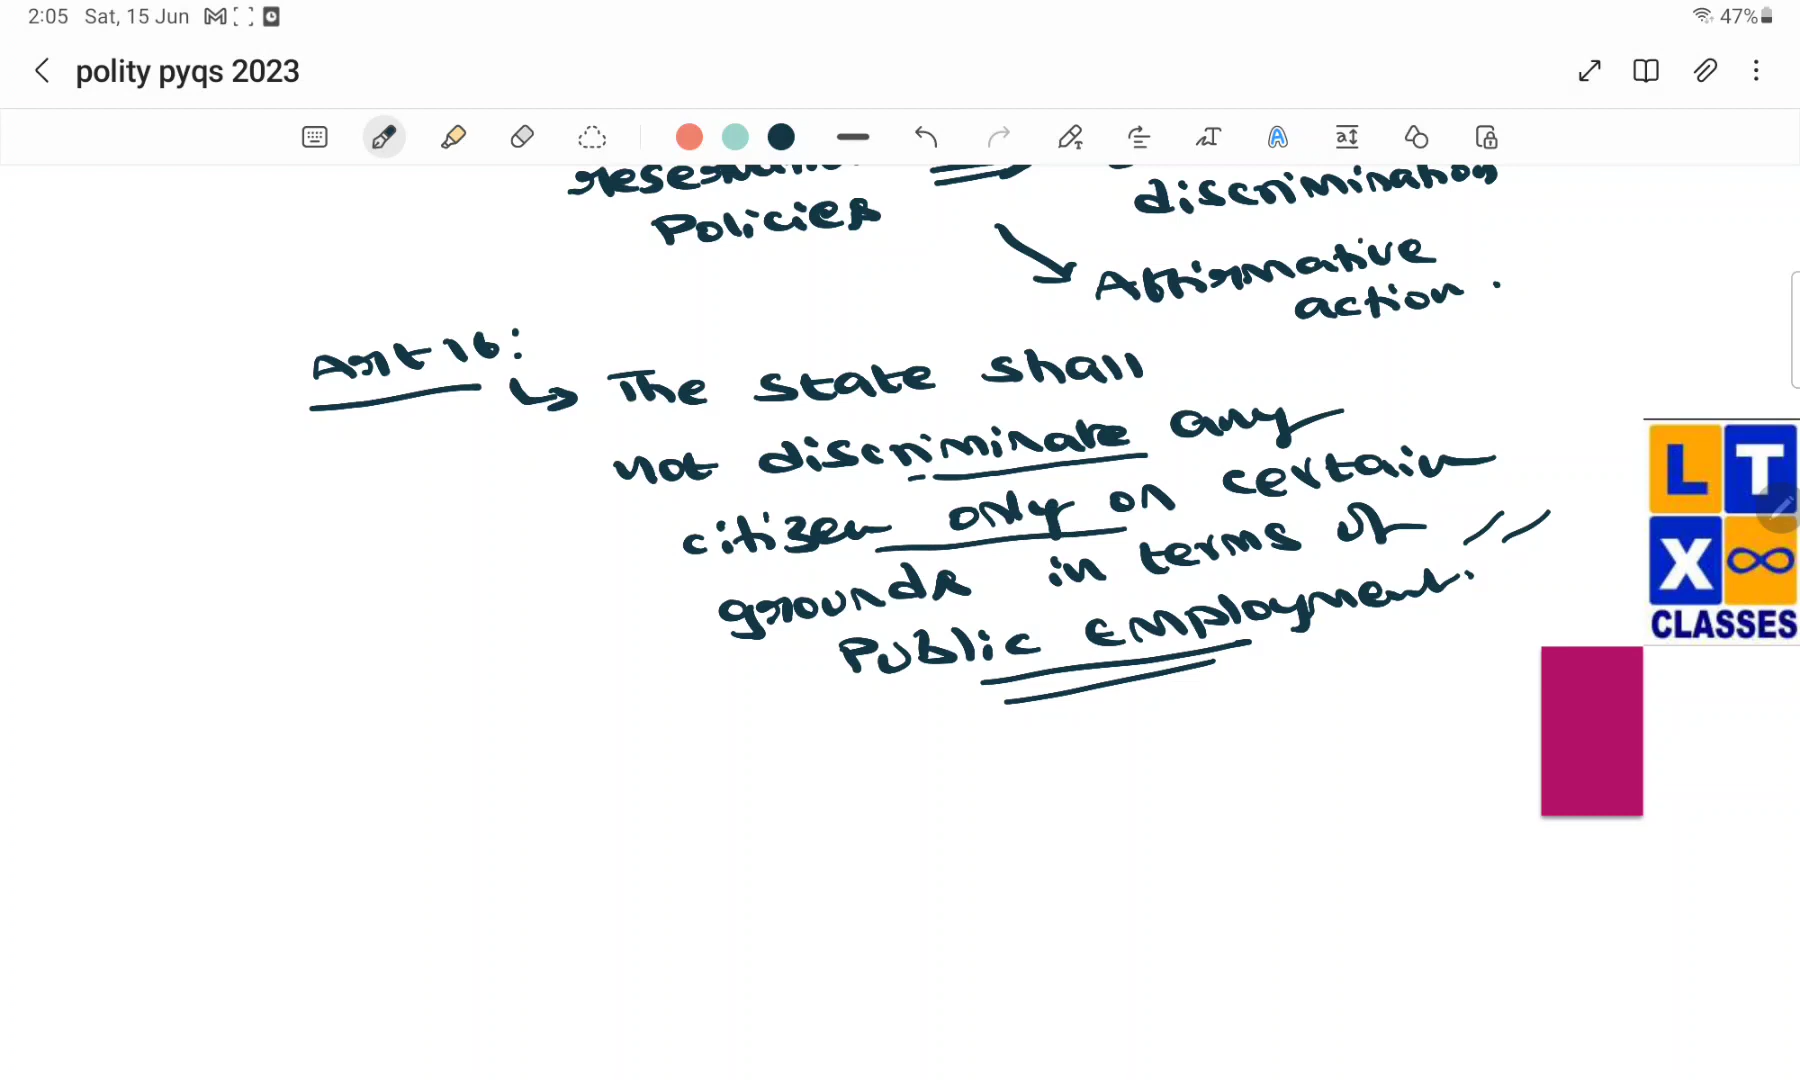 2:05 Sat, 15 Jun
47%
polity pyqs 2023
Policies
discrimination
Affirmative
action.
Art 16:
The state shall
not discriminate any
citizen only on certain
grounds in terms of
Public Employment.
L T
X ∞
CLASSES